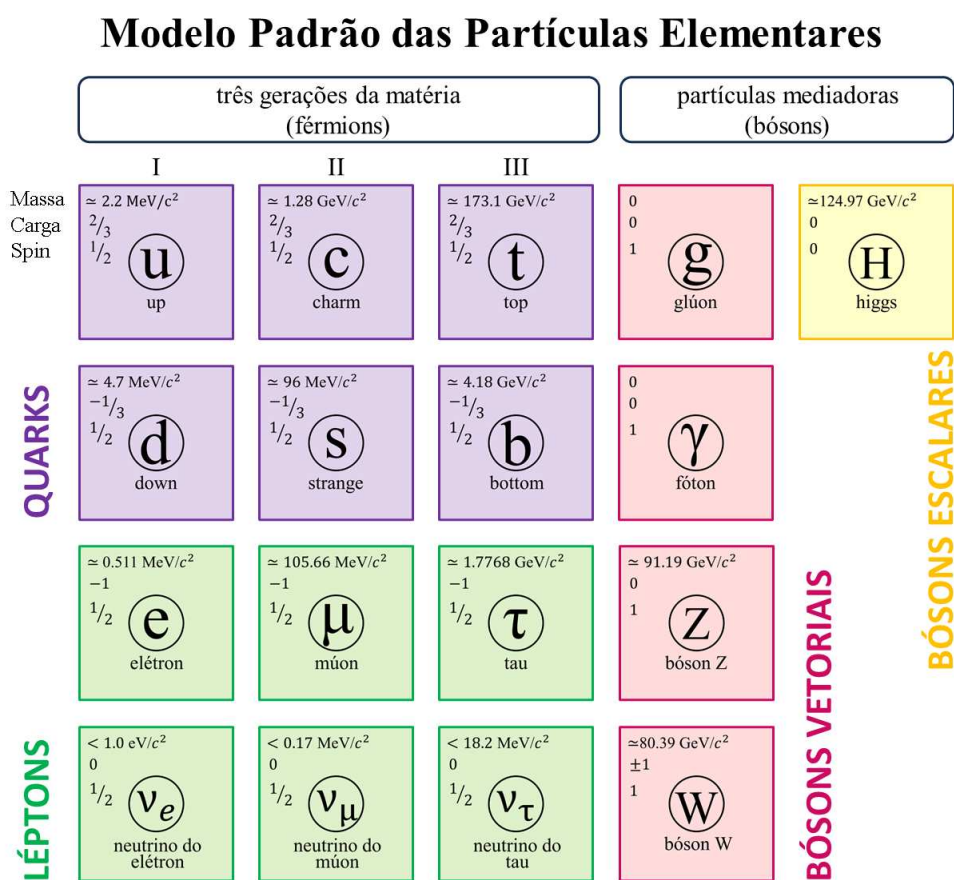 Modelo Padrão das Partículas Elementares
três gerações da matéria
(férmions)
partículas mediadoras
(bósons)
I
II
III
Massa
Carga
Spin
≃ 2.2 MeV/c²
2/3
1/2
u
up
≃ 1.28 GeV/c²
2/3
1/2
c
charm
≃ 173.1 GeV/c²
2/3
1/2
t
top
0
0
1
g
glúon
≃124.97 GeV/c²
0
0
H
higgs
QUARKS
≃ 4.7 MeV/c²
−1/3
1/2
d
down
≃ 96 MeV/c²
−1/3
1/2
s
strange
≃ 4.18 GeV/c²
−1/3
1/2
b
bottom
0
0
1
γ
fóton
BÓSONS ESCALARES
≃ 0.511 MeV/c²
−1
1/2
e
elétron
≃ 105.66 MeV/c²
−1
1/2
μ
múon
≃ 1.7768 GeV/c²
−1
1/2
τ
tau
≃ 91.19 GeV/c²
0
1
Z
bóson Z
BÓSONS VETORIAIS
LÉPTONS
< 1.0 eV/c²
0
1/2
νe
neutrino do
elétron
< 0.17 MeV/c²
0
1/2
νμ
neutrino do
múon
< 18.2 MeV/c²
0
1/2
ντ
neutrino do
tau
≃80.39 GeV/c²
±1
1
W
bóson W